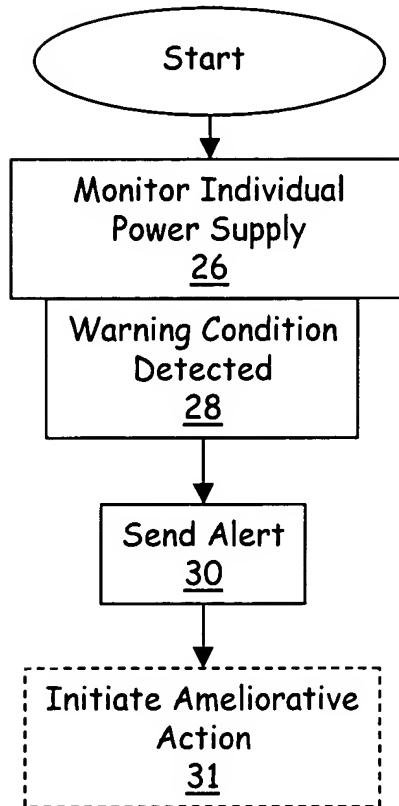 Start
Monitor Individual
Power Supply
26
Warning Condition
Detected
28
Send Alert
30
Initiate Ameliorative
Action
31